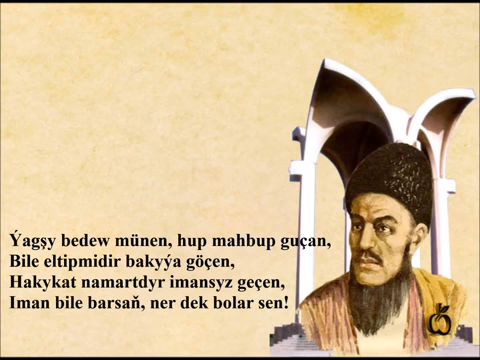 Ýagşy bedew münen, hup mahbup guçan,
Bile eltipmidir bakyýa göçen,
Hakykat namartdyr imansyz geçen,
Iman bile barsaň, ner dek bolar sen!